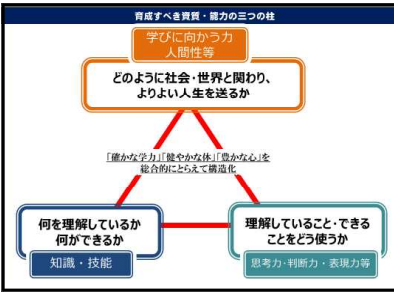 育成すべき資質・能力の三つの柱
学びに向かう力
人間性等
どのように社会・世界と関わり、
よりよい人生を送るか
「確かな学力」「健やかな体」「豊かな心」を
総合的にとらえて構造化
何を理解しているか
何ができるか
知識・技能
理解していること・できる
ことをどう使うか
思考力・判断力・表現力等